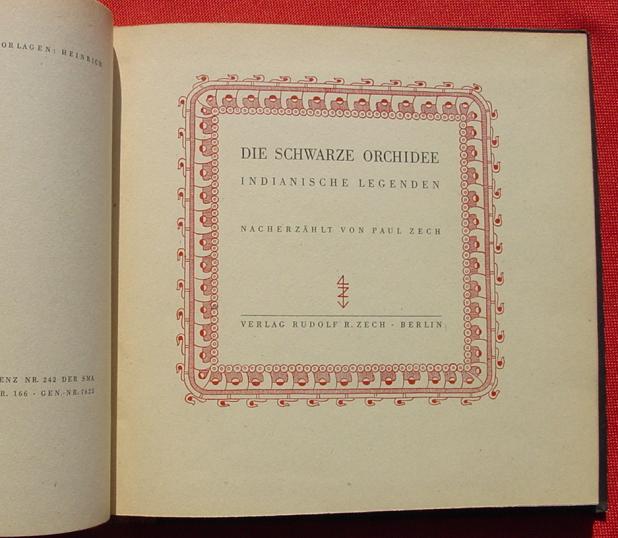 ORLAGEN: HEINRICH
ENZ NR. 242 DER SMA
R. 166 · GEN.-NR. 7825
DIE SCHWARZE ORCHIDEE
INDIANISCHE LEGENDEN
NACHERZÄHLT VON PAUL ZECH
VERLAG RUDOLF R. ZECH · BERLIN